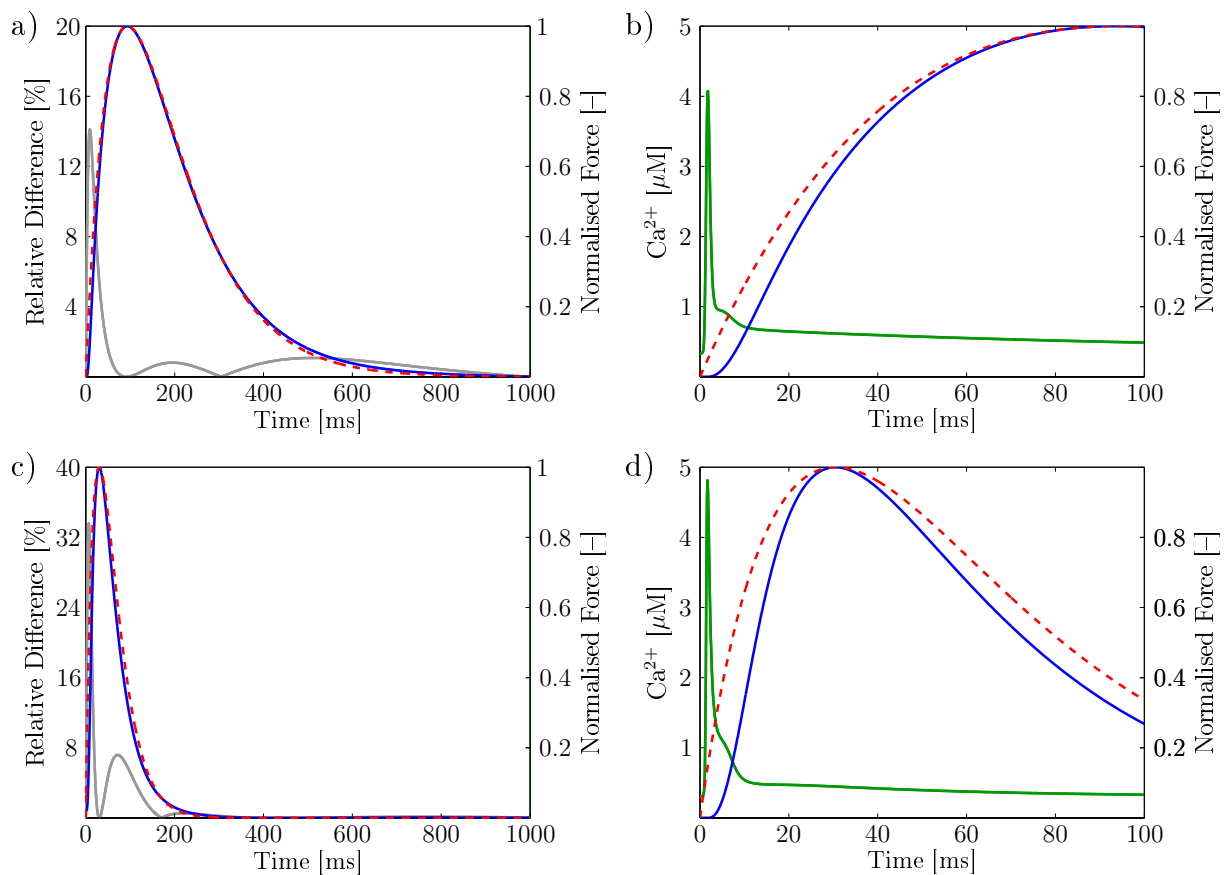 a)
20
16
12
8
4
Relative Difference [%]
1
0.8
0.6
0.4
0.2
Normalised Force [–]
0 200 400 600 800 1000
Time [ms]
b)
5
4
3
2
1
Ca²⁺ [μM]
0.8
0.6
0.4
0.2
Normalised Force [–]
0 20 40 60 80 100
Time [ms]
c)
40
32
24
16
8
Relative Difference [%]
1
0.8
0.6
0.4
0.2
0
Normalised Force [–]
0 200 400 600 800 1000
Time [ms]
d)
5
4
3
2
1
Ca²⁺ [μM]
0.8
0.6
0.4
0.2
Normalised Force [–]
0 20 40 60 80 100
Time [ms]